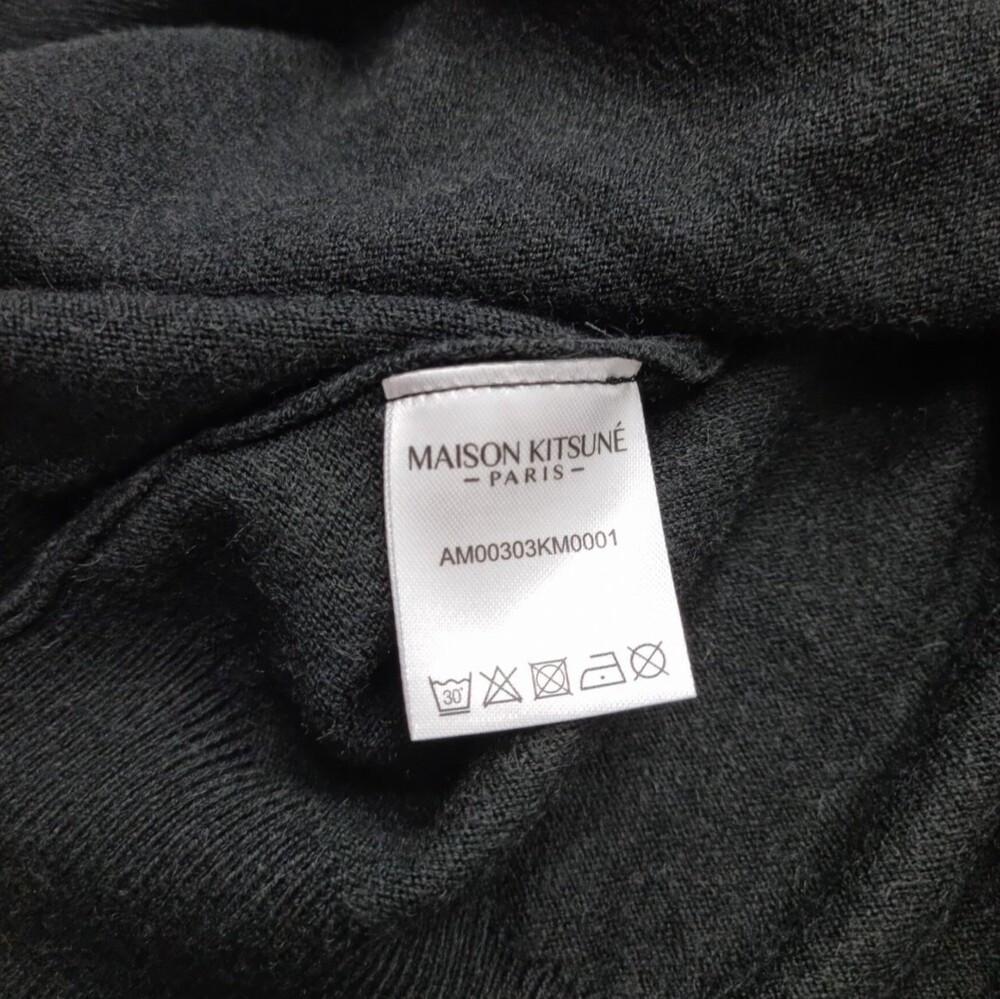 MAISON KITSUNÉ
– PARIS –
AM00303KM0001
30°